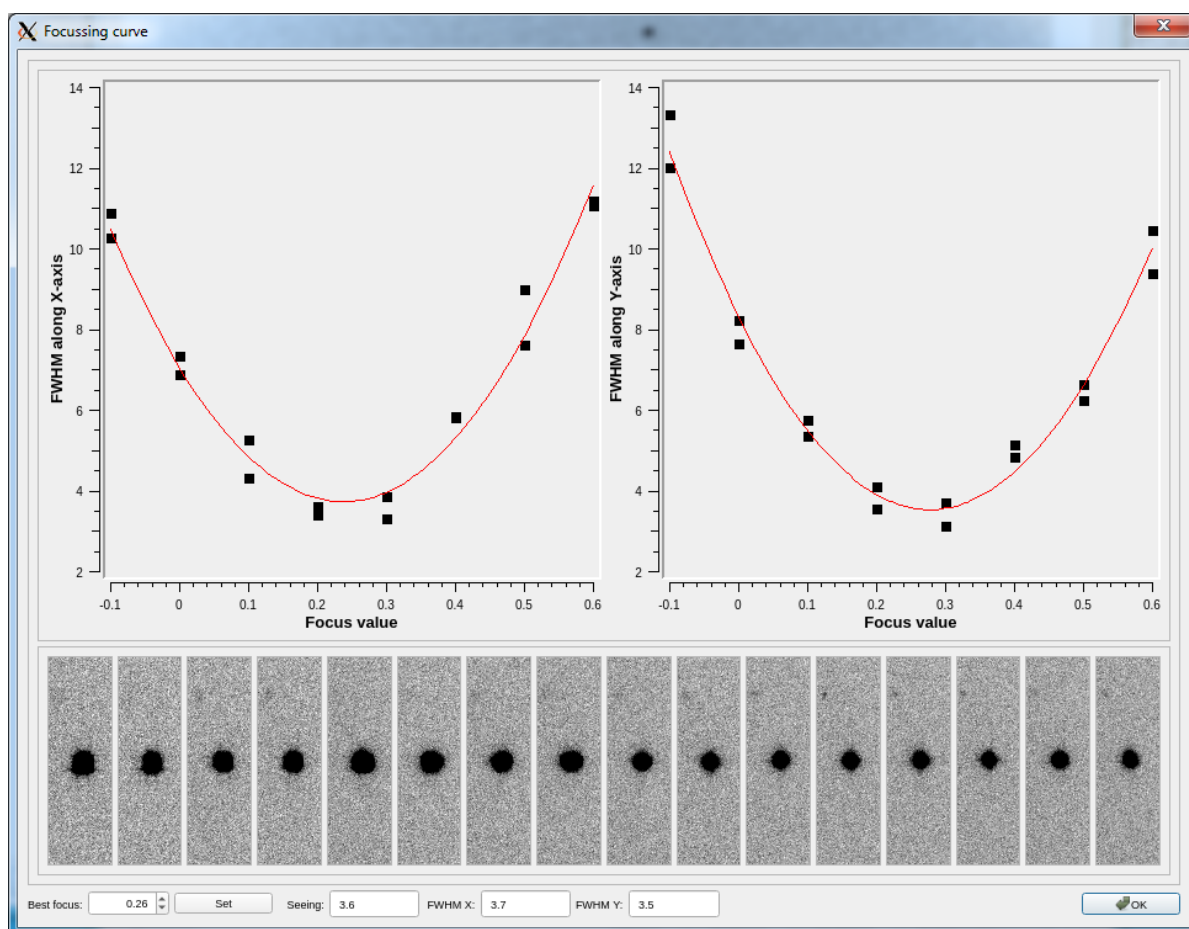 Focussing curve
14
12
10
8
6
4
2
FWHM along X-axis
-0.1 0 0.1 0.2 0.3 0.4 0.5 0.6
Focus value
14
12
10
8
6
4
2
FWHM along Y-axis
-0.1 0 0.1 0.2 0.3 0.4 0.5 0.6
Focus value
Best focus: 0.26 Set Seeing: 3.6 FWHM X: 3.7 FWHM Y: 3.5 OK